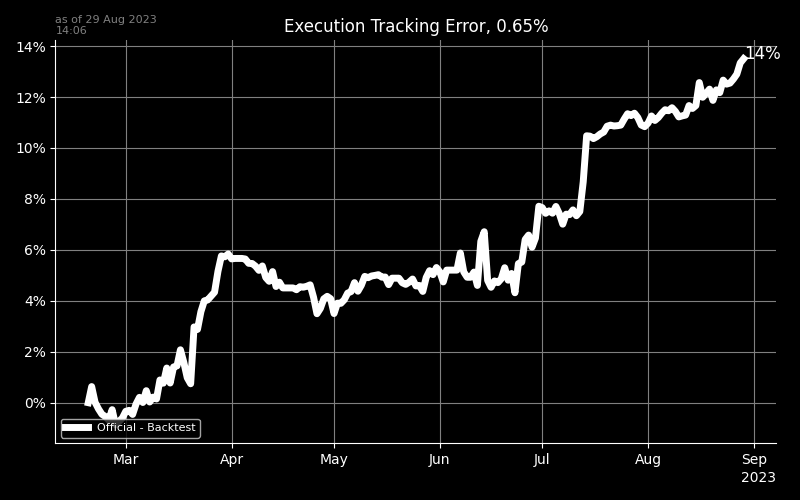 as of 29 Aug 2023
14:06
Execution Tracking Error, 0.65%
14%
12%
10%
8%
6%
4%
2%
0%
14%
Official - Backtest
Mar Apr May Jun Jul Aug Sep
2023